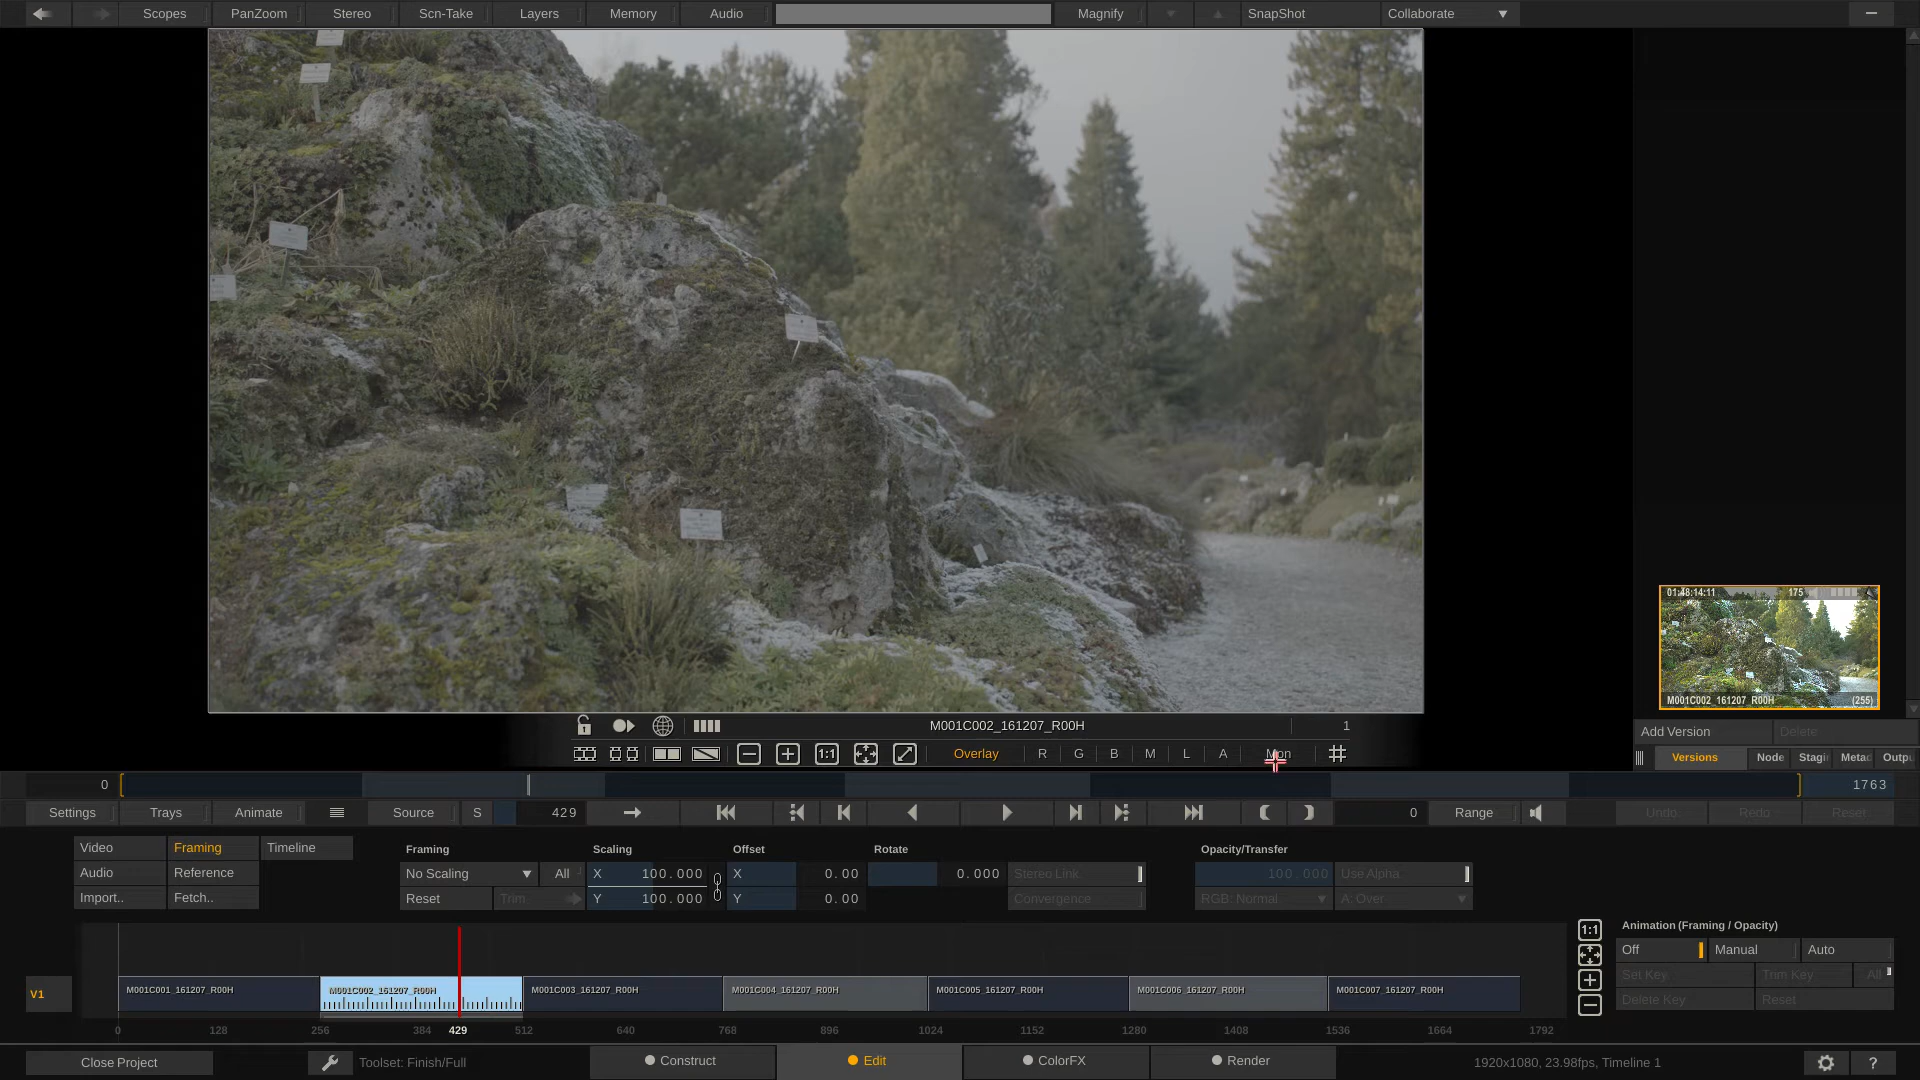 Scopes PanZoom Stereo Scn-Take Layers Memory Audio Magnify SnapShot Collaborate
01:48:14:11 175
M001C002_161207_R00H (255)
M001C002_161207_R00H 1
Add Version Delete
1:1 Overlay R G B M L A Mon
Versions Node Stagi Meta Outp
0 1763
Settings Trays Animate Source S 429 0 Range Undo Redo Reset
Video Framing Timeline
Audio Reference
Import.. Fetch..
Framing Scaling Offset Rotate Opacity/Transfer
No Scaling All X 100.000 X 0.00 0.000 Stereo Link 100.000 Use Alpha
Reset Trim Y 100.000 Y 0.00 Convergence RGB: Normal A: Over
1:1 Animation (Framing / Opacity)
Off Manual Auto
Set Key Trim Key All
Delete Key Reset
V1 M001C001_161207_R00H M001C002_161207_R00H M001C003_161207_R00H M001C004_161207_R00H M001C005_161207_R00H M001C006_161207_R00H M001C007_161207_R00H
0 128 256 384 429 512 640 768 896 1024 1152 1280 1408 1536 1664 1792
Close Project Toolset: Finish/Full Construct Edit ColorFX Render 1920x1080, 23.98fps, Timeline 1 ?